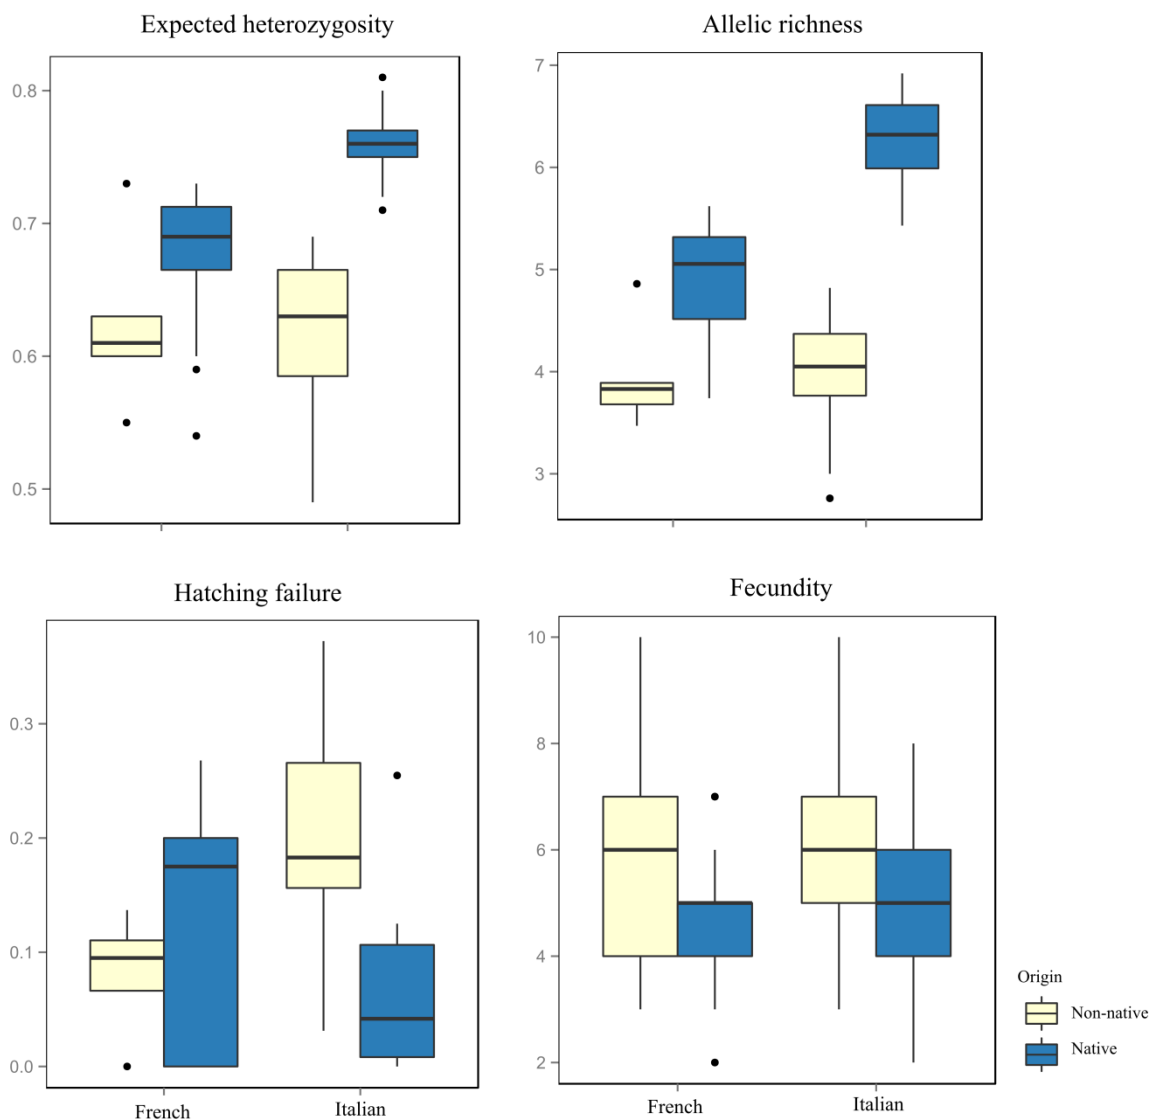 Expected heterozygosity
0.8
0.7
0.6
0.5
Allelic richness
7
6
5
4
3
Hatching failure
0.3
0.2
0.1
0.0
French
Italian
Fecundity
10
8
6
4
2
French
Italian
Origin
Non-native
Native